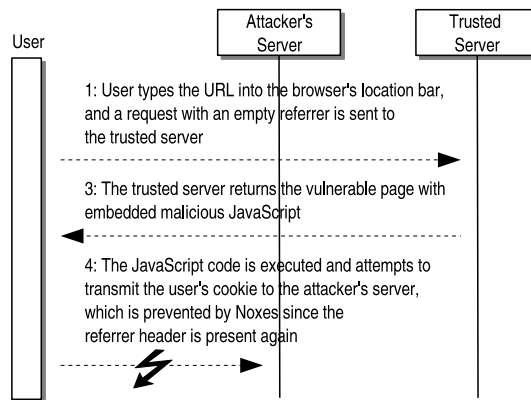 User
Attacker's
Server
Trusted
Server
1: User types the URL into the browser's location bar,
and a request with an empty referrer is sent to
the trusted server
3: The trusted server returns the vulnerable page with
embedded malicious JavaScript
4: The JavaScript code is executed and attempts to
transmit the user's cookie to the attacker's server,
which is prevented by Noxes since the
referrer header is present again